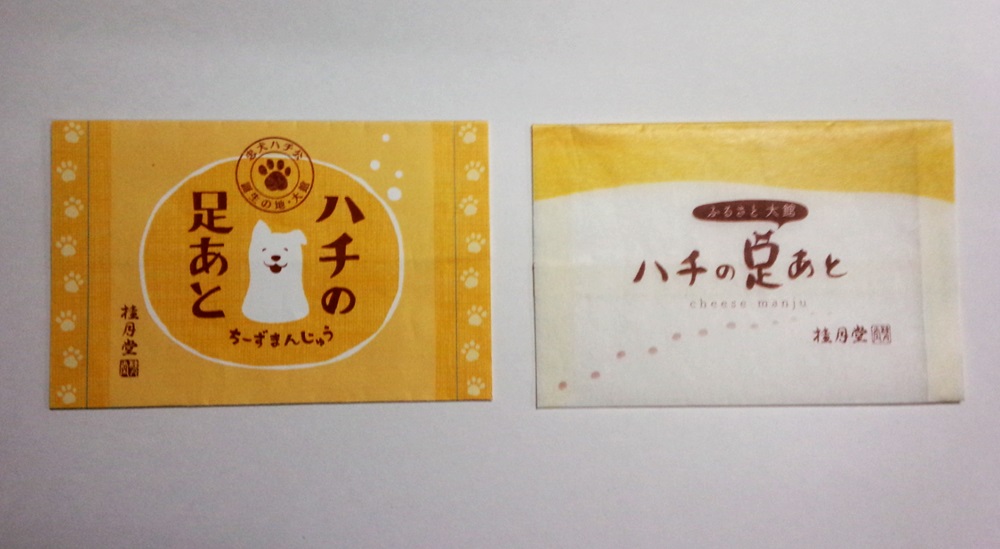 忠犬ハチ公
誕生の地・大館
ハチの
足あと
ちーずまんじゅう
桂月堂
ふるさと 大館
ハチの足あと
cheese manju
桂月堂